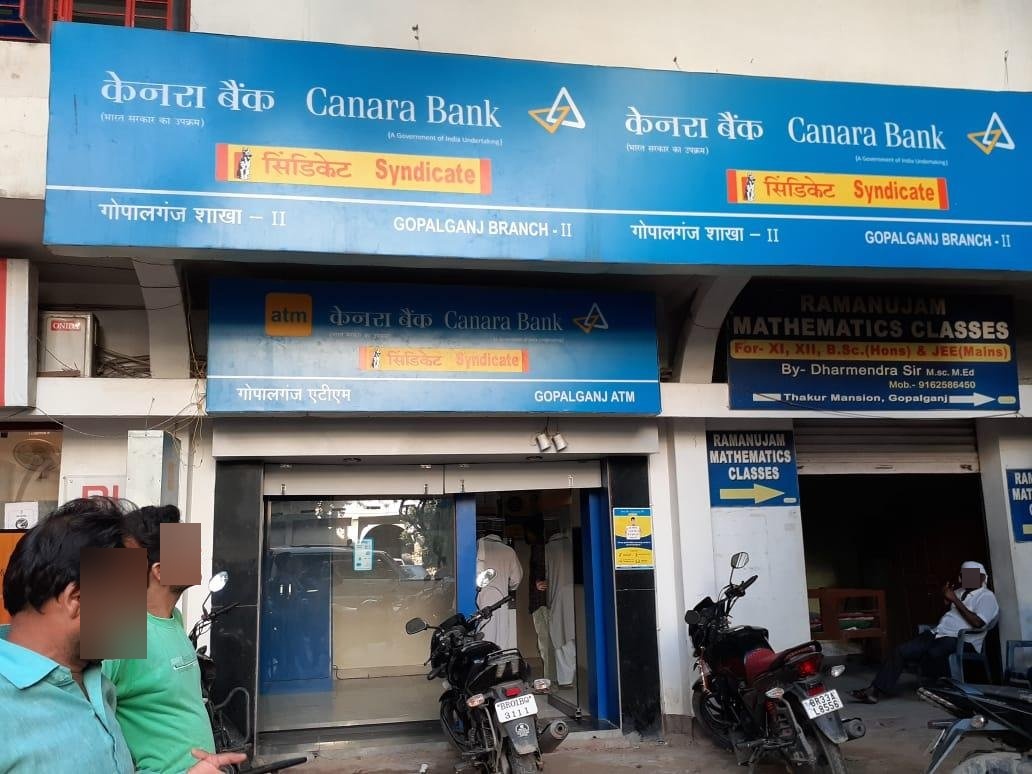 केनरा बैंक Canara Bank
(भारत सरकार का उपक्रम)
(A Government of India Undertaking)
सिंडिकेट Syndicate
गोपालगंज शाखा - II
GOPALGANJ BRANCH - II
केनरा बैंक Canara Bank
(भारत सरकार का उपक्रम)
(A Government of India Undertaking)
सिंडिकेट Syndicate
गोपालगंज शाखा - II
GOPALGANJ BRANCH - II
ONIDA
atm केनरा बैंक Canara Bank
सिंडिकेट Syndicate
गोपालगंज एटीएम
GOPALGANJ ATM
RAMANUJAM
MATHEMATICS CLASSES
For- XI, XII, B.Sc.(Hons) & JEE(Mains)
By- Dharmendra Sir M.sc. M.Ed
Mob.- 9162586450
Thakur Mansion, Gopalganj
RAMANUJAM
MATHEMATICS
CLASSES
BR01BQ
3111
BR33A
L8556